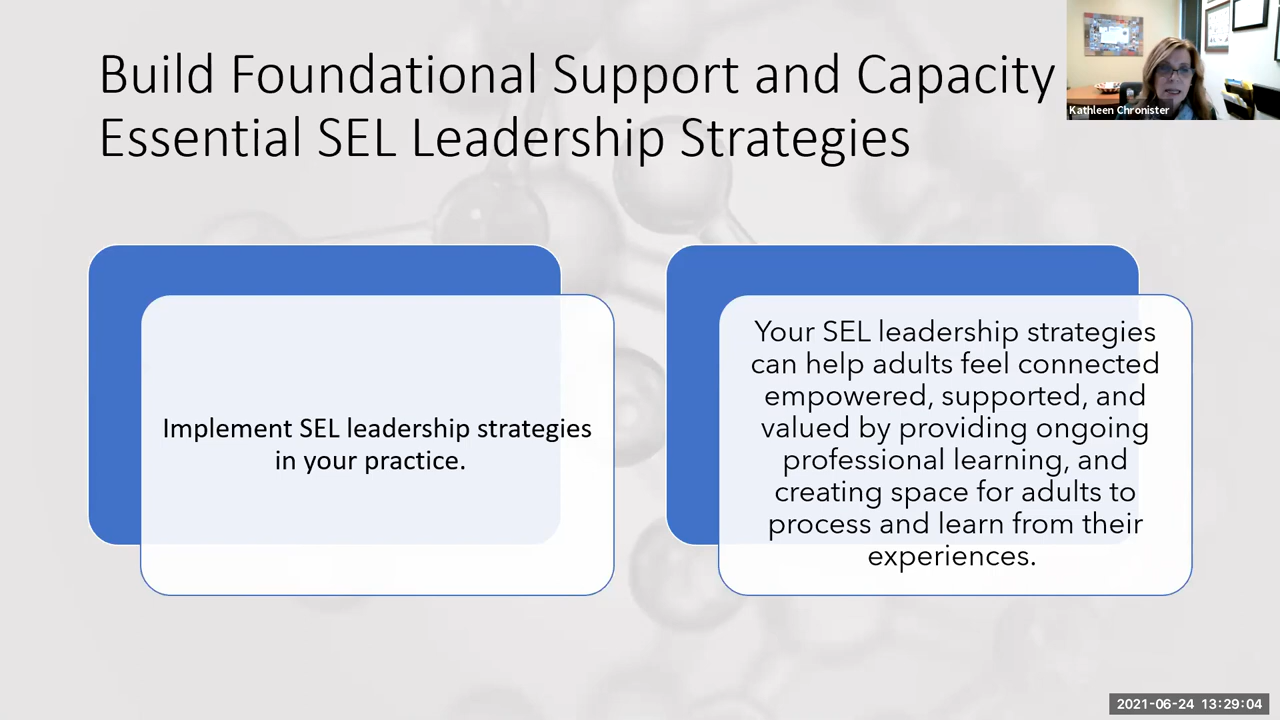 Build Foundational Support and Capacity
Essential SEL Leadership Strategies
Kathleen Chronister
Implement SEL leadership strategies
in your practice.
Your SEL leadership strategies
can help adults feel connected
empowered, supported, and
valued by providing ongoing
professional learning, and
creating space for adults to
process and learn from their
experiences.
2021-06-24 13:29:04